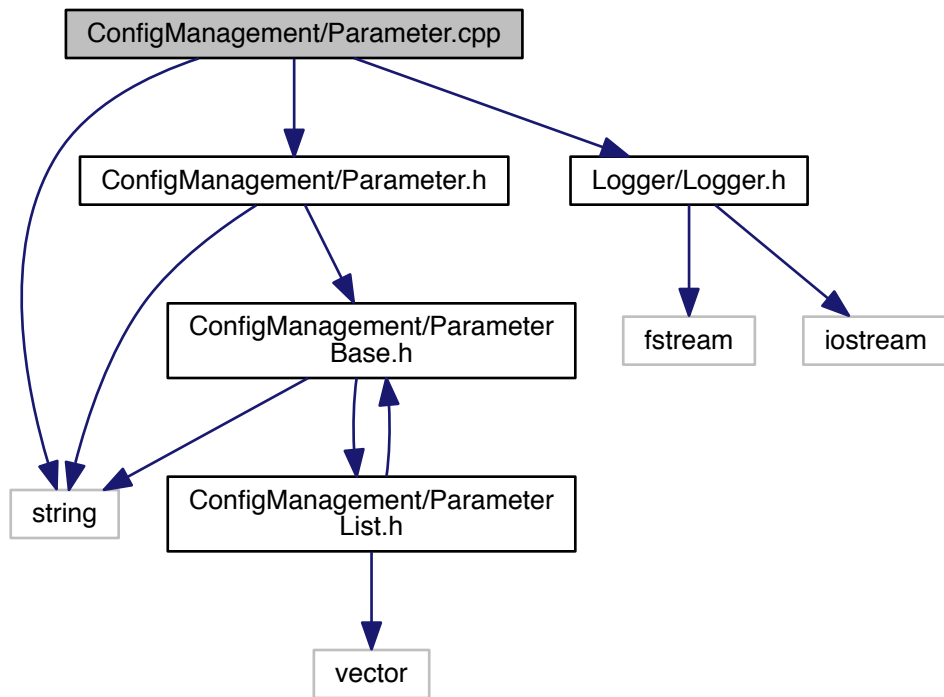 ConfigManagement/Parameter.cpp
ConfigManagement/Parameter.h
Logger/Logger.h
ConfigManagement/Parameter
Base.h
fstream
iostream
string
ConfigManagement/Parameter
List.h
vector